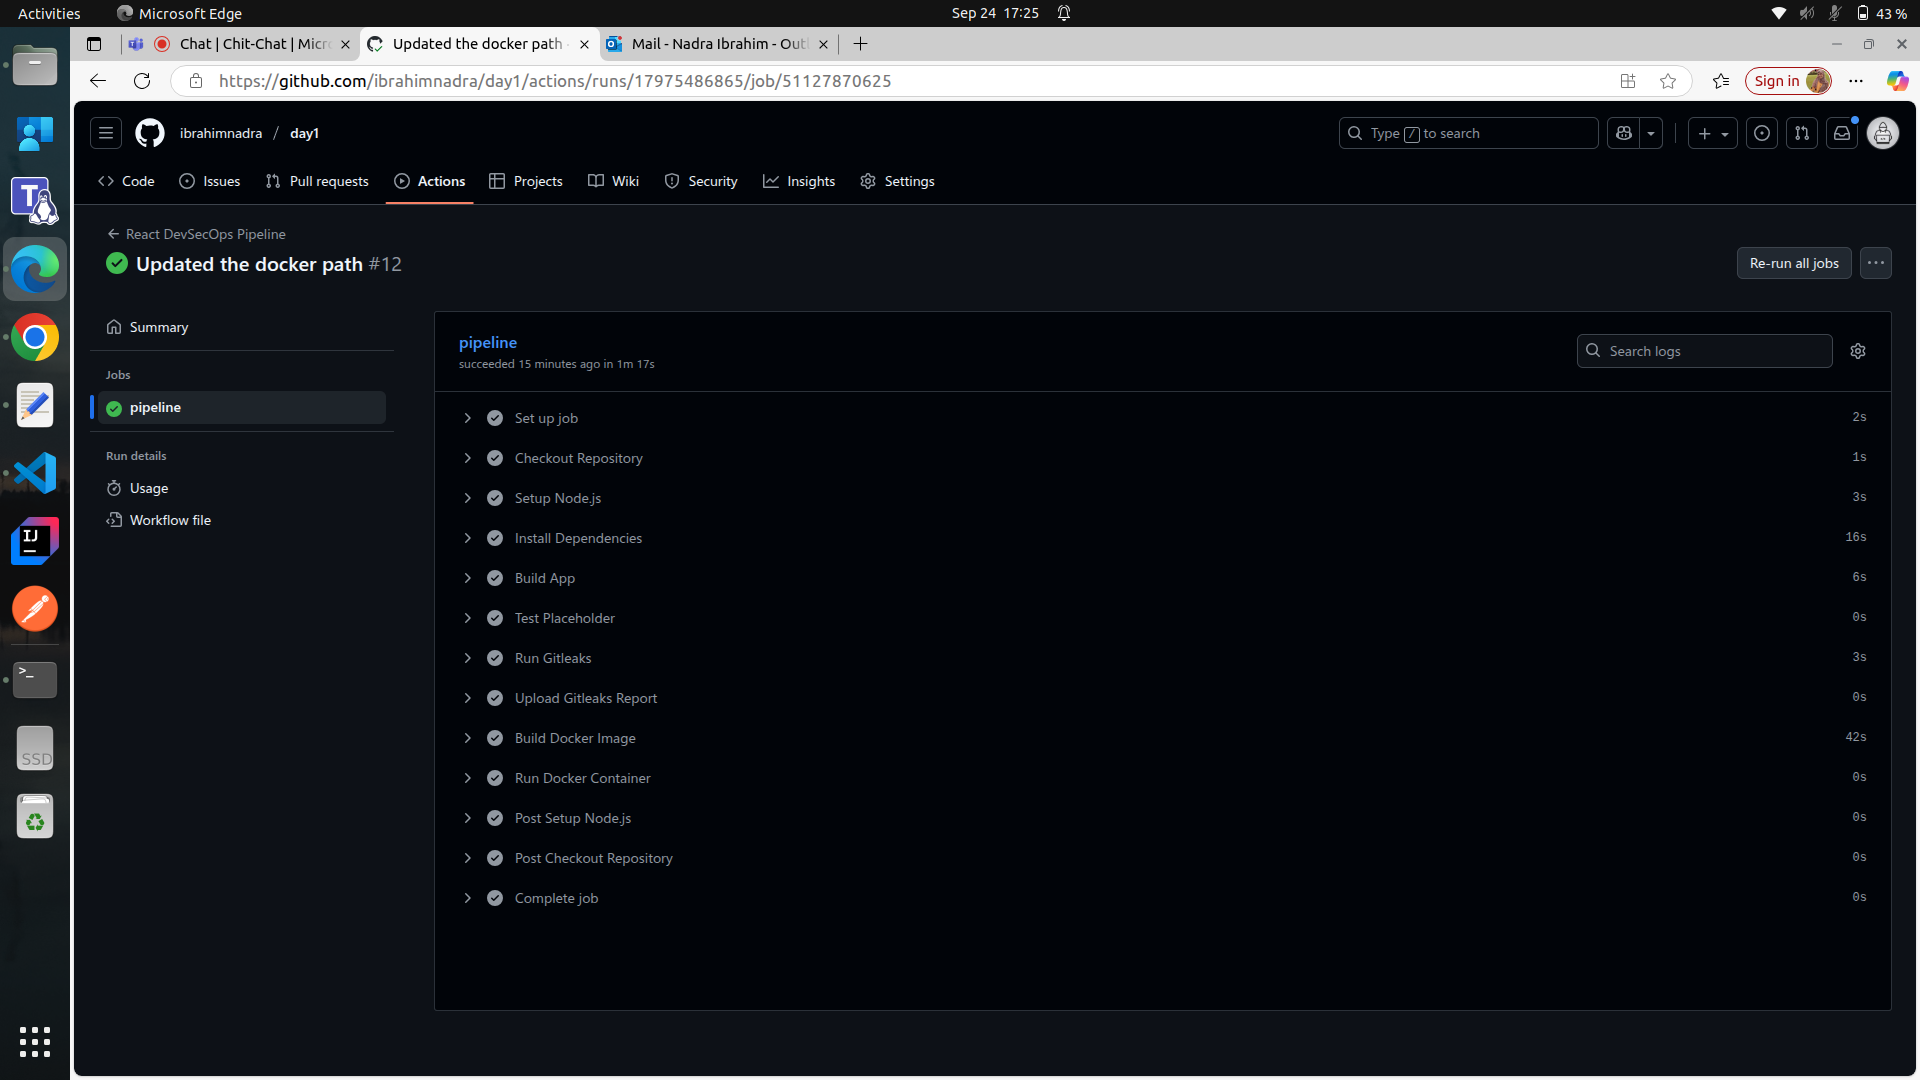 Activities
Microsoft Edge
Sep 24 17:25
43 %
Chat | Chit-Chat | Micr
Updated the docker path
Mail - Nadra Ibrahim - Out
https://github.com/ibrahimnadra/day1/actions/runs/17975486865/job/51127870625
Sign in
ibrahimnadra / day1
Type / to search
Code
Issues
Pull requests
Actions
Projects
Wiki
Security
Insights
Settings
React DevSecOps Pipeline
Updated the docker path #12
Re-run all jobs
Summary
Jobs
pipeline
Run details
Usage
Workflow file
pipeline
succeeded 15 minutes ago in 1m 17s
Search logs
Set up job 2s
Checkout Repository 1s
Setup Node.js 3s
Install Dependencies 16s
Build App 6s
Test Placeholder 0s
Run Gitleaks 3s
Upload Gitleaks Report 0s
Build Docker Image 42s
Run Docker Container 0s
Post Setup Node.js 0s
Post Checkout Repository 0s
Complete job 0s
T
IJ
>_
SSD